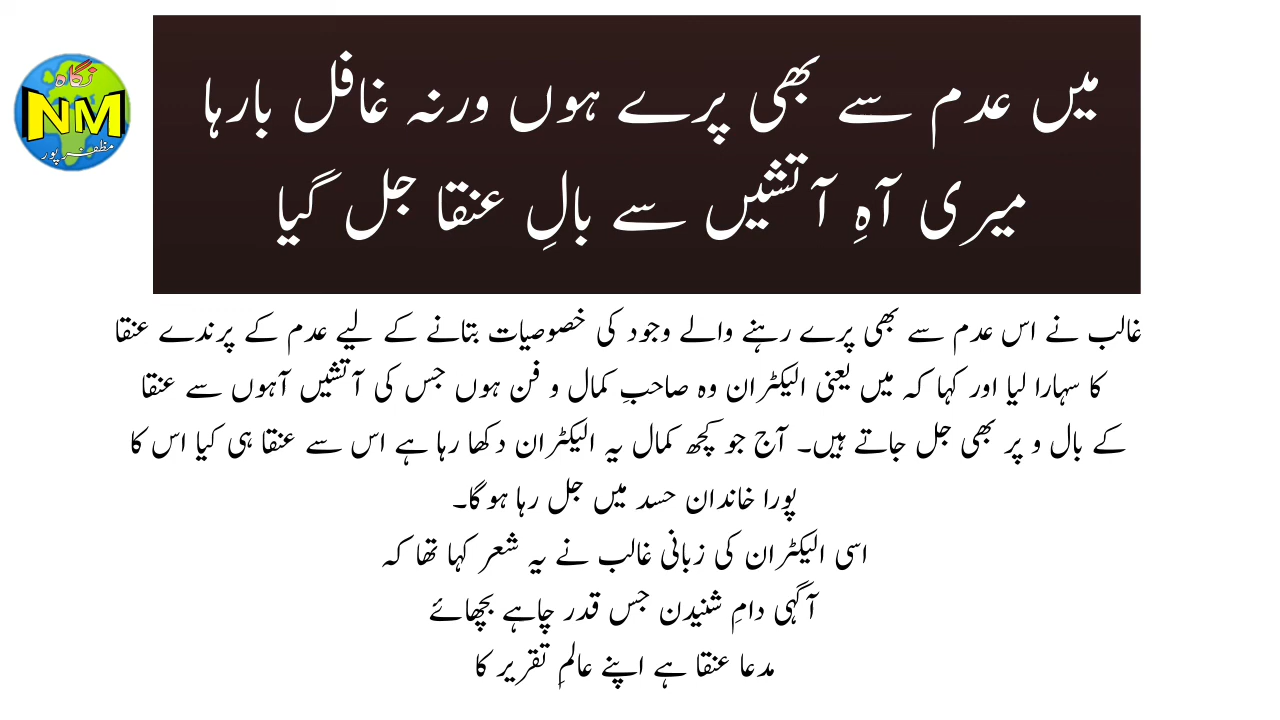 نگاہ
NM
مظفر پور
میں عدم سے بھی پرے ہوں ورنہ غافل بارہا
میری آہِ آتشیں سے بالِ عنقا جل گیا
غالب نے اس عدم سے بھی پرے رہنے والے وجود کی خصوصیات بتانے کے لیے عدم کے پرندے عنقا
کا سہارا لیا اور کہا کہ میں یعنی الیکٹران وہ صاحبِ کمال و فن ہوں جس کی آتشیں آہوں سے عنقا
کے بال و پر بھی جل جاتے ہیں۔ آج جو کچھ کمال یہ الیکٹران دکھا رہا ہے اس سے عنقا ہی کیا اس کا
پورا خاندان حسد میں جل رہا ہوگا۔
اسی الیکٹران کی زبانی غالب نے یہ شعر کہا تھا کہ
آگہی دامِ شنیدن جس قدر چاہے بچھائے
مدعا عنقا ہے اپنے عالمِ تقریر کا